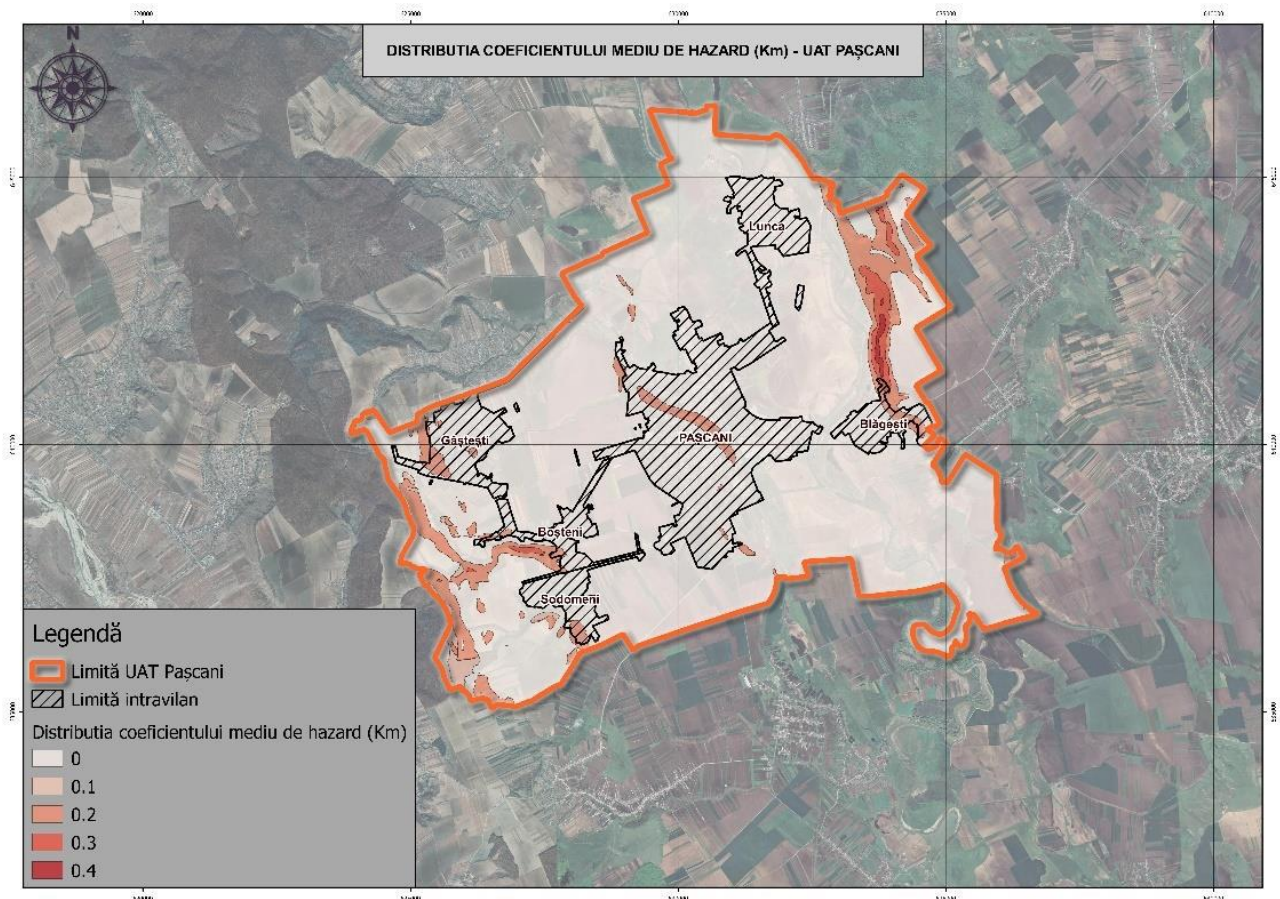 DISTRIBUTIA COEFICIENTULUI MEDIU DE HAZARD (Km) - UAT PAȘCANI
N
Lunca
Blăgești
PAȘCANI
Gâștești
Boșteni
Sodomeni
Legendă
Limită UAT Pașcani
Limită intravilan
Distributia coeficientului mediu de hazard (Km)
0
0.1
0.2
0.3
0.4